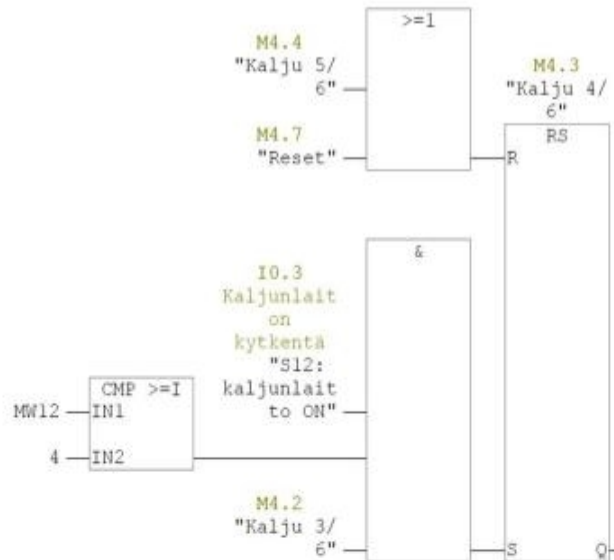 >=1
M4.4
"Kalju 5/
6"
M4.7
"Reset"
M4.3
"Kalju 4/
6"
RS
R
&
I0.3
Kaljunlait
on
kytkentä
"S12:
kaljunlait
to ON"
CMP >=I
MW12
IN1
4
IN2
M4.2
"Kalju 3/
6"
S
Q